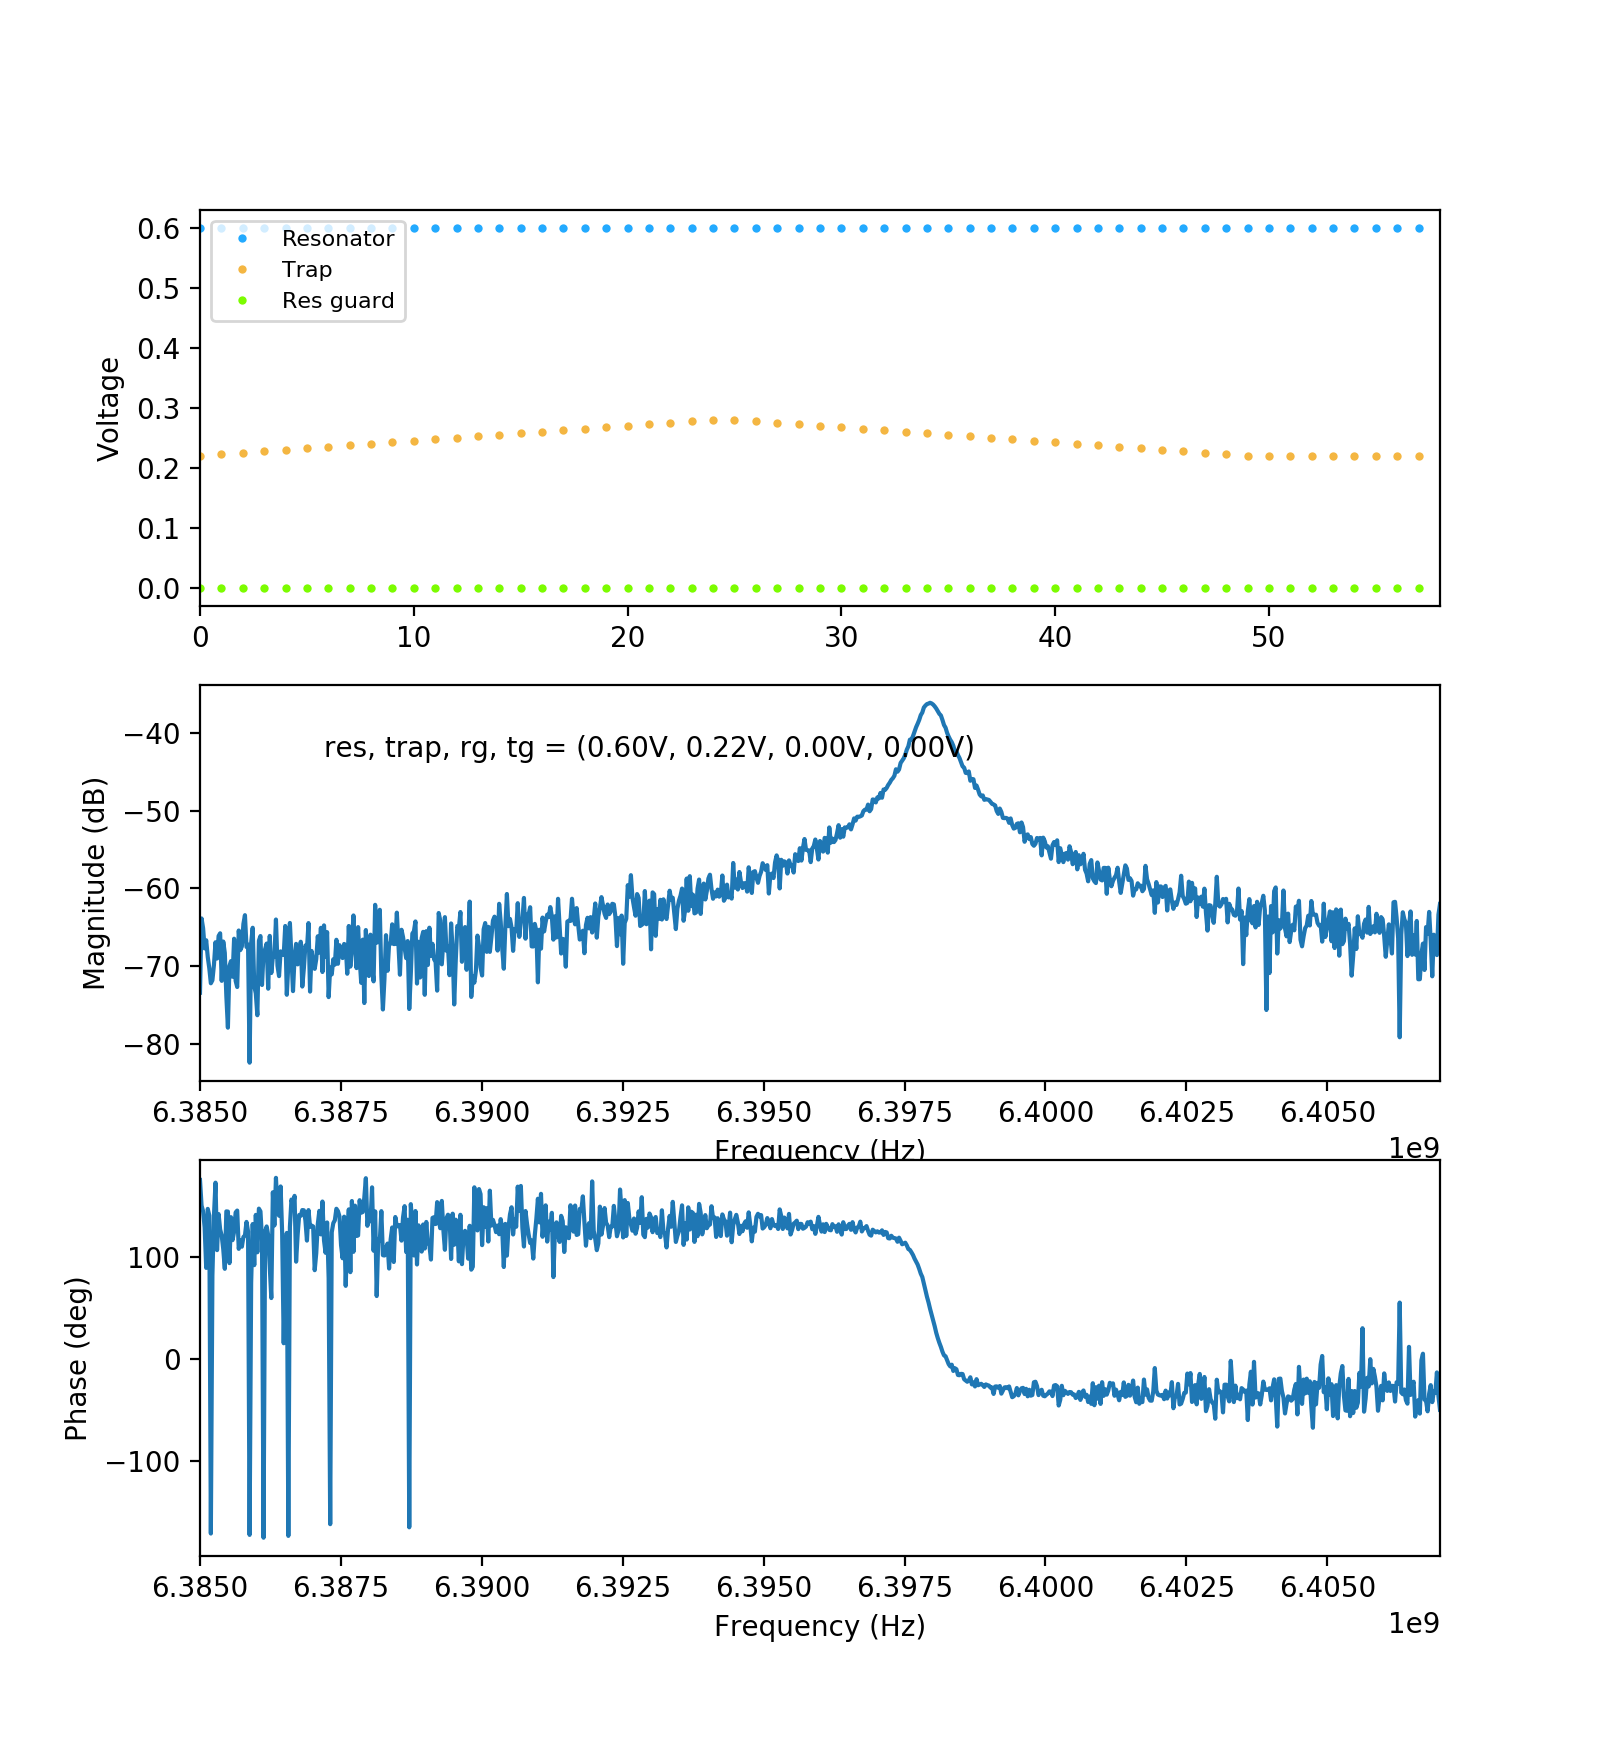 0.6
0.5
0.4
0.3
0.2
0.1
0.0
Voltage
Resonator
Trap
Res guard
0 10 20 30 40 50
−40
−50
−60
−70
−80
Magnitude (dB)
res, trap, rg, tg = (0.60V, 0.22V, 0.00V, 0.00V)
6.3850 6.3875 6.3900 6.3925 6.3950 6.3975 6.4000 6.4025 6.4050
Frequency (Hz)
1e9
100
0
−100
Phase (deg)
6.3850 6.3875 6.3900 6.3925 6.3950 6.3975 6.4000 6.4025 6.4050
Frequency (Hz)
1e9